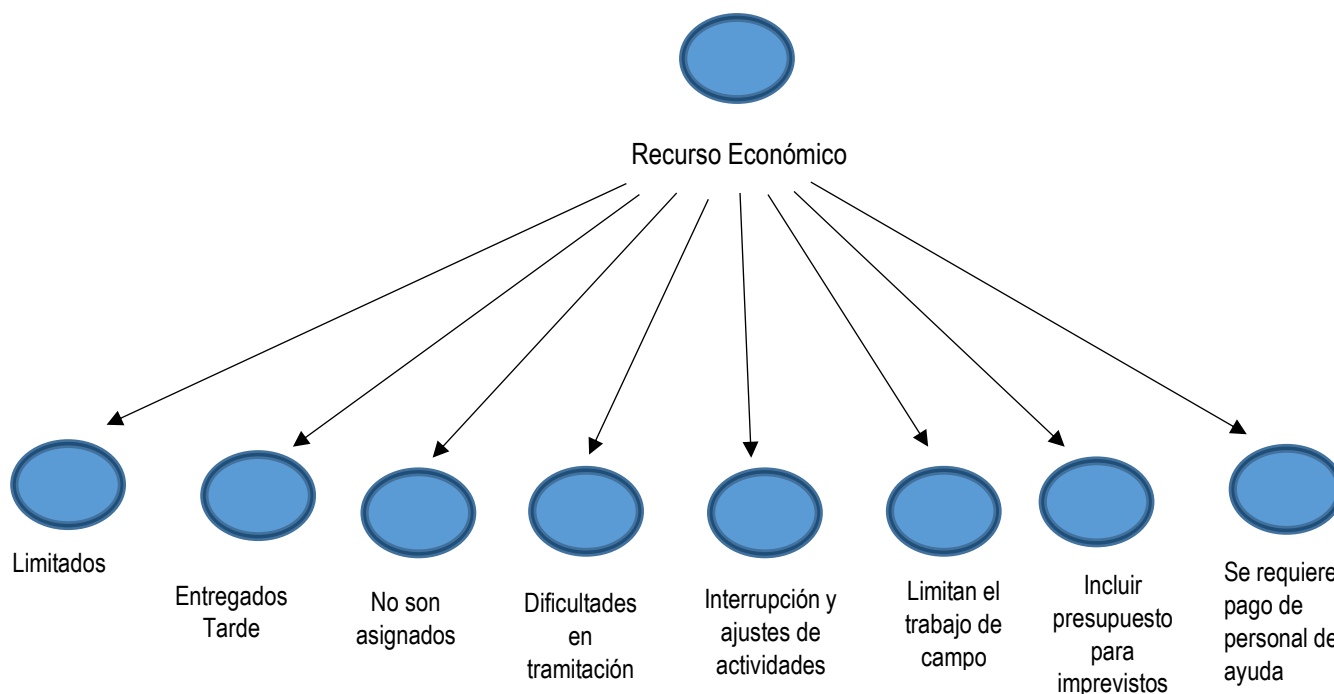 Recurso Económico
Limitados
Entregados
Tarde
No son
asignados
Dificultades
en
tramitación
Interrupción y
ajustes de
actividades
Limitan el
trabajo de
campo
Incluir
presupuesto
para
imprevistos
Se requiere
pago de
personal de
ayuda